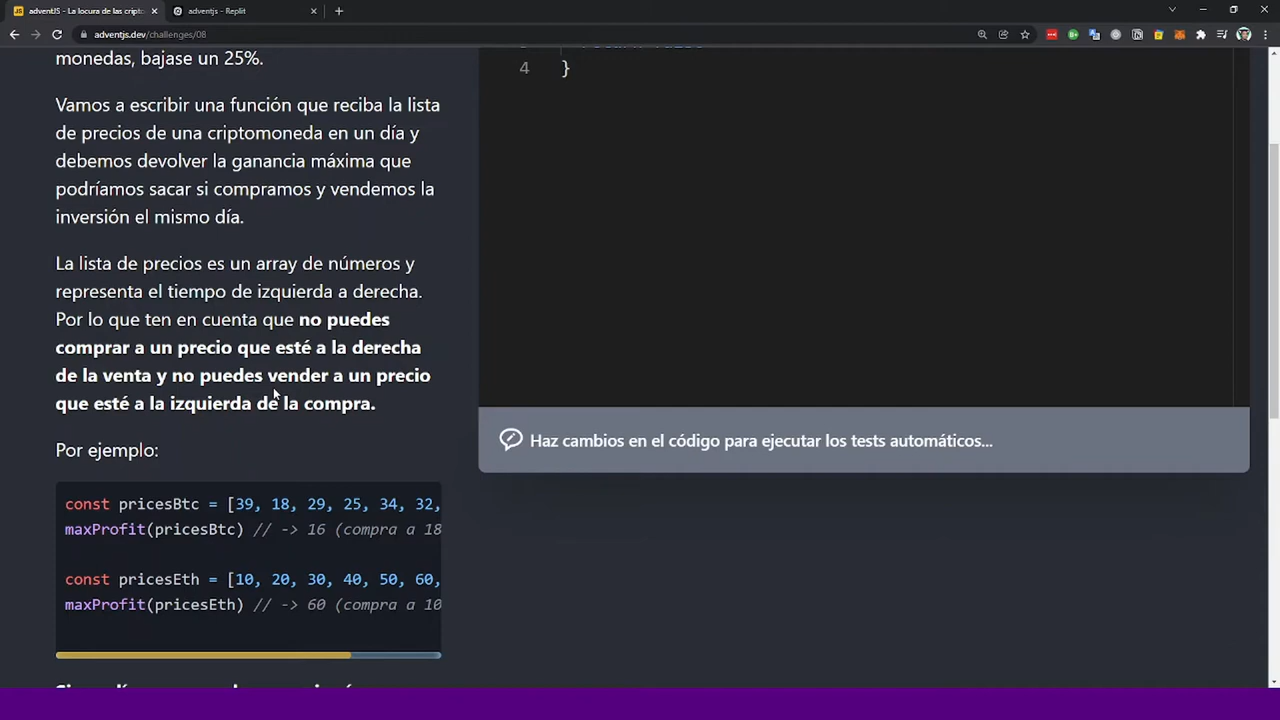 adventJS - La locura de las cripto
adventjs - Replit
adventjs.dev/challenges/08
monedas, bajase un 25%.
Vamos a escribir una función que reciba la lista
de precios de una criptomoneda en un día y
debemos devolver la ganancia máxima que
podríamos sacar si compramos y vendemos la
inversión el mismo día.
La lista de precios es un array de números y
representa el tiempo de izquierda a derecha.
Por lo que ten en cuenta que no puedes
comprar a un precio que esté a la derecha
de la venta y no puedes vender a un precio
que esté a la izquierda de la compra.
Por ejemplo:
const pricesBtc = [39, 18, 29, 25, 34, 32,
maxProfit(pricesBtc) // -> 16 (compra a 18
const pricesEth = [10, 20, 30, 40, 50, 60,
maxProfit(pricesEth) // -> 60 (compra a 10
4 }
Haz cambios en el código para ejecutar los tests automáticos...